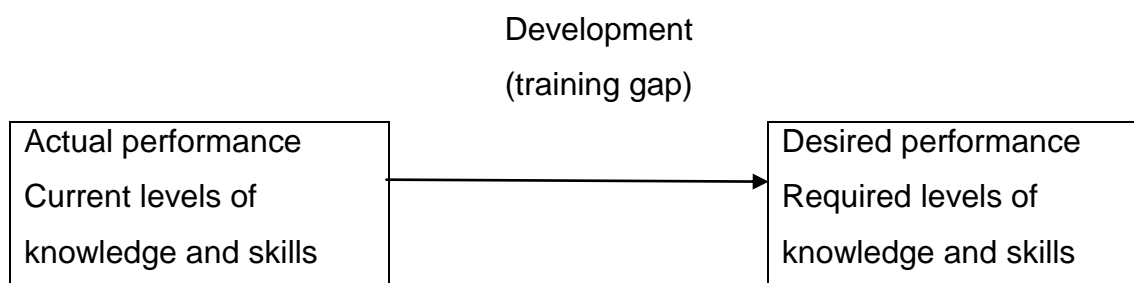 Development
(training gap)
Actual performance
Current levels of
knowledge and skills
Desired performance
Required levels of
knowledge and skills